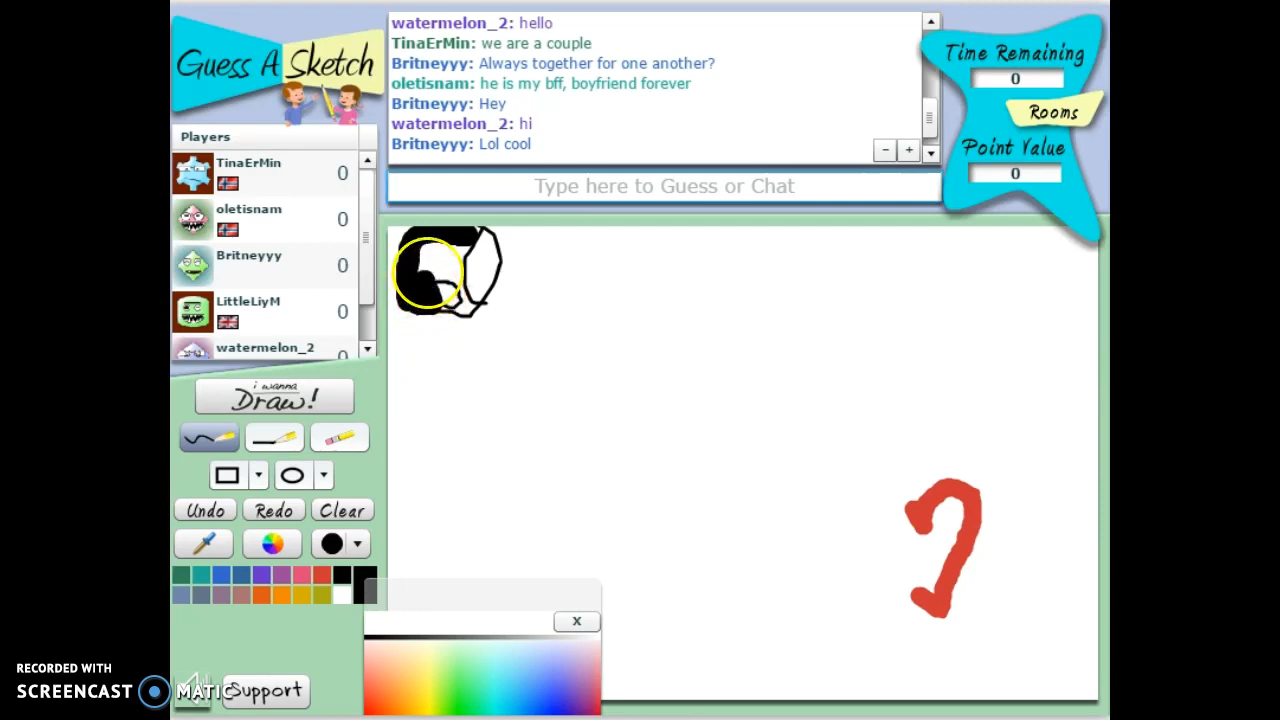 Guess A Sketch
watermelon_2: hello
TinaErMin: we are a couple
Britneyyy: Always together for one another?
oletisnam: he is my bff, boyfriend forever
Britneyyy: Hey
watermelon_2: hi
Britneyyy: Lol cool
- +
Type here to Guess or Chat
Time Remaining
0
Rooms
Point Value
0
Players
TinaErMin 0
oletisnam 0
Britneyyy 0
LittleLiyM 0
watermelon_2 0
i wanna
Draw!
Undo Redo Clear
X
?
Support
RECORDED WITH
SCREENCAST MATIC